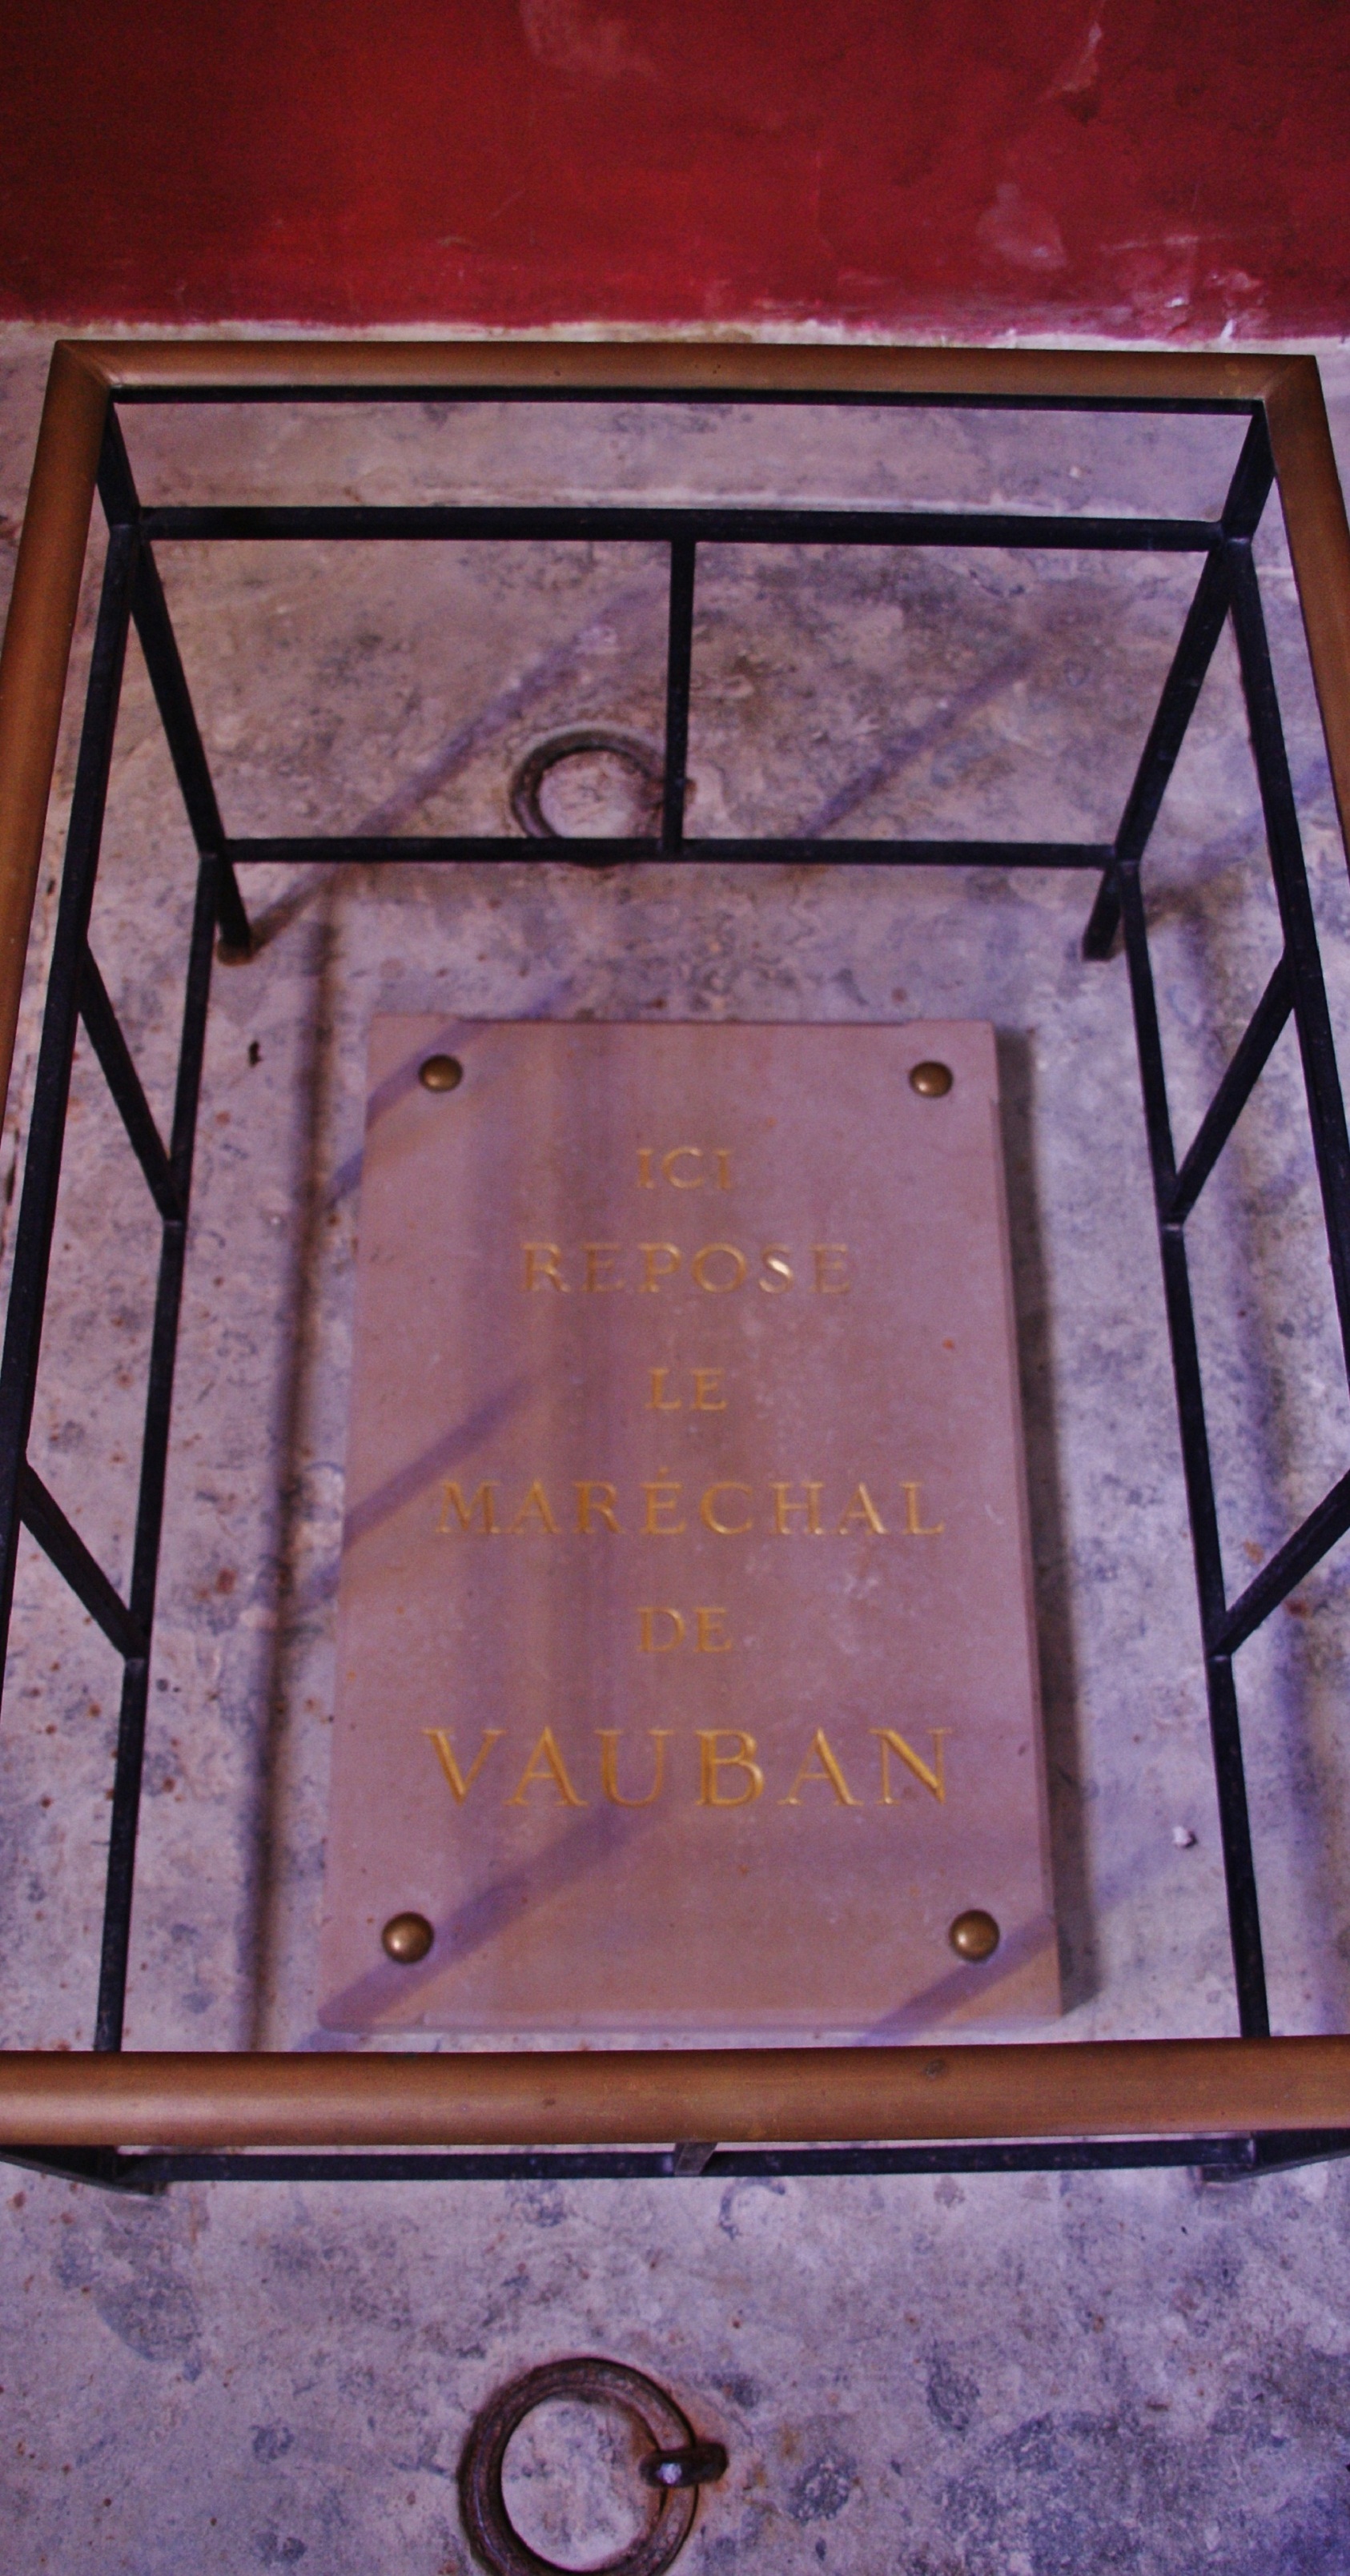 ICI
REPOSE
LE
MARÉCHAL
DE
VAUBAN